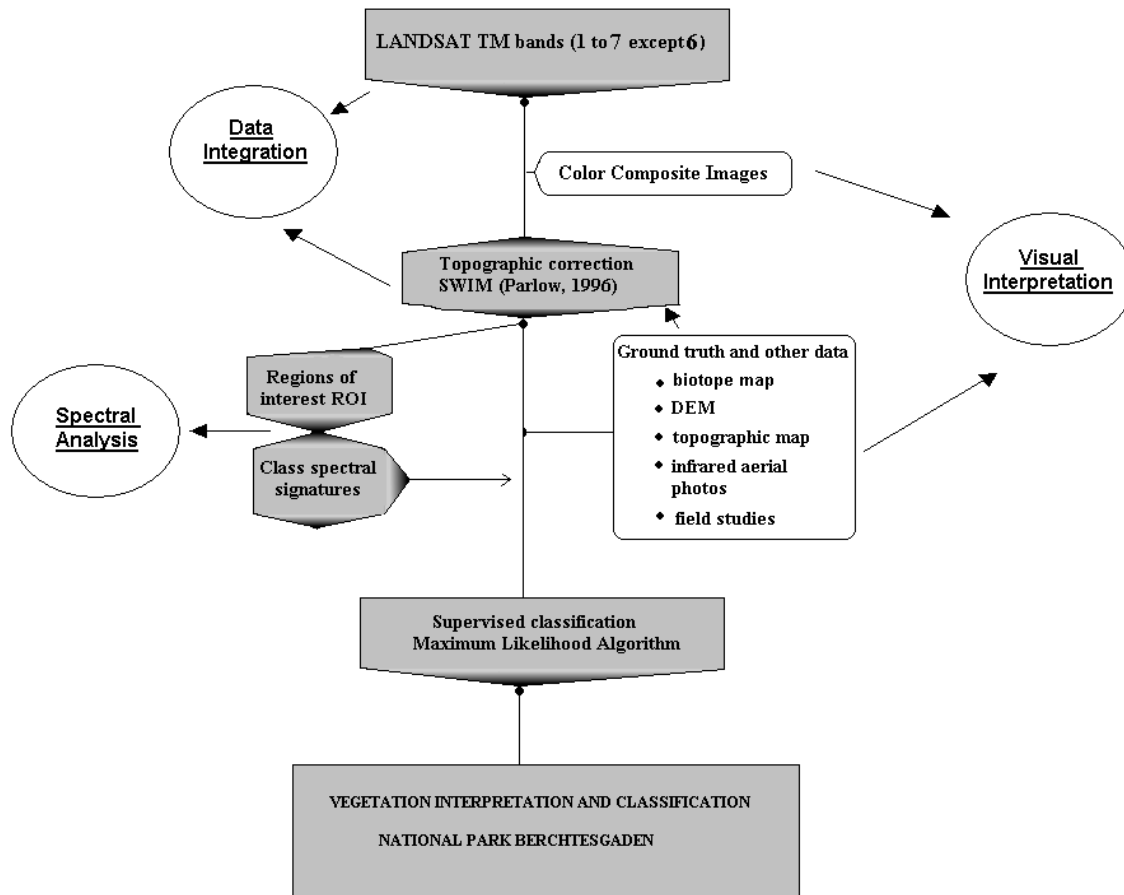 LANDSAT TM bands (1 to 7 except 6)
Data
Integration
Color Composite Images
Visual
Interpretation
Topographic correction
SWIM (Parlow, 1996)
Ground truth and other data
biotope map
DEM
topographic map
infrared aerial
photos
field studies
Regions of
interest ROI
Spectral
Analysis
Class spectral
signatures
Supervised classification
Maximum Likelihood Algorithm
VEGETATION INTERPRETATION AND CLASSIFICATION
NATIONAL PARK BERCHTESGADEN